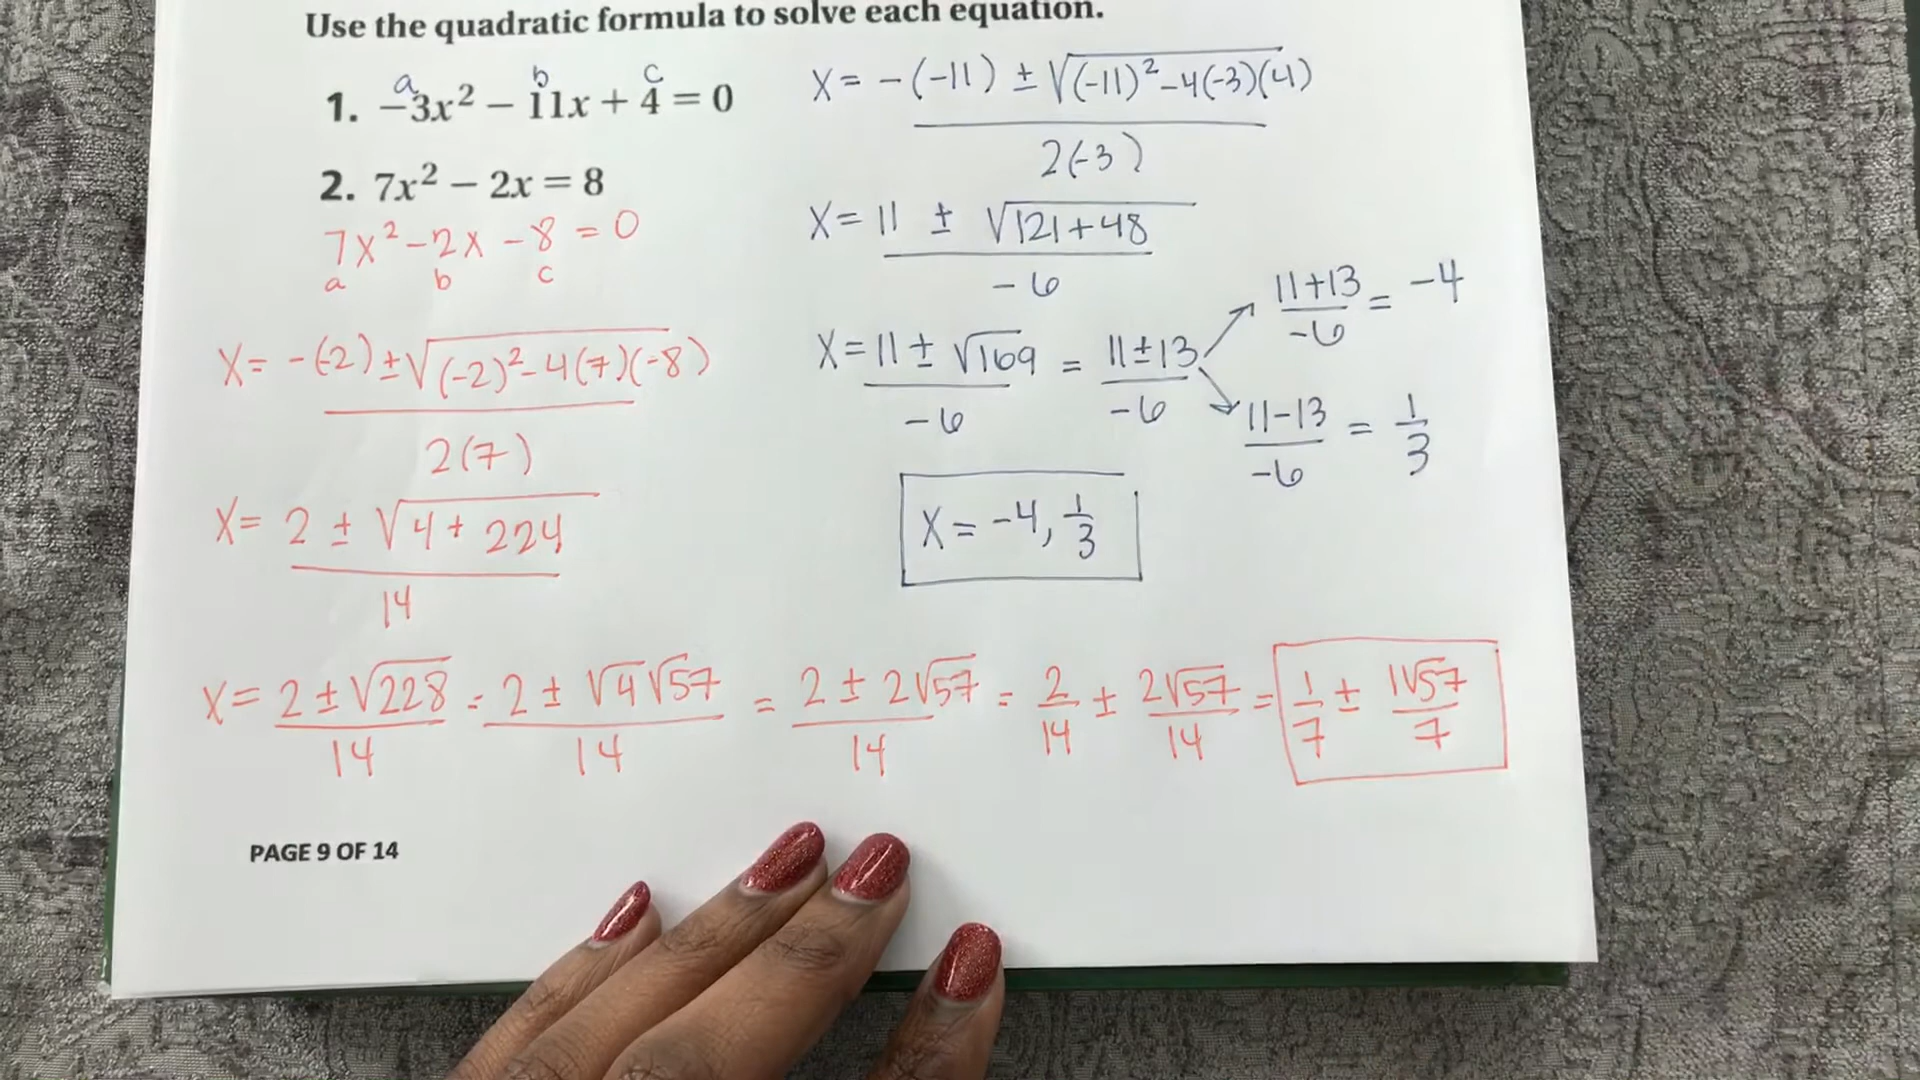 Use the quadratic formula to solve each equation.
a b c
1. −3x² − 11x + 4 = 0
x = -(-11) ± √(-11)² -4(-3)(4)
2(-3)
x = 11 ± √121+48
-6
x = 11 ± √169 = 11±13
-6 -6
11+13 = -4
-6
11-13 = 1
-6 3
x = -4, 1/3
2. 7x² − 2x = 8
7x² -2x -8 = 0
a b c
x = -(-2) ± √(-2)² -4(7)(-8)
2(7)
x = 2 ± √4 + 224
14
x = 2 ± √228 = 2 ± √4√57 = 2 ± 2√57 = 2 ± 2√57 = 1 ± 1√57
14 14 14 14 14 7 7
PAGE 9 OF 14